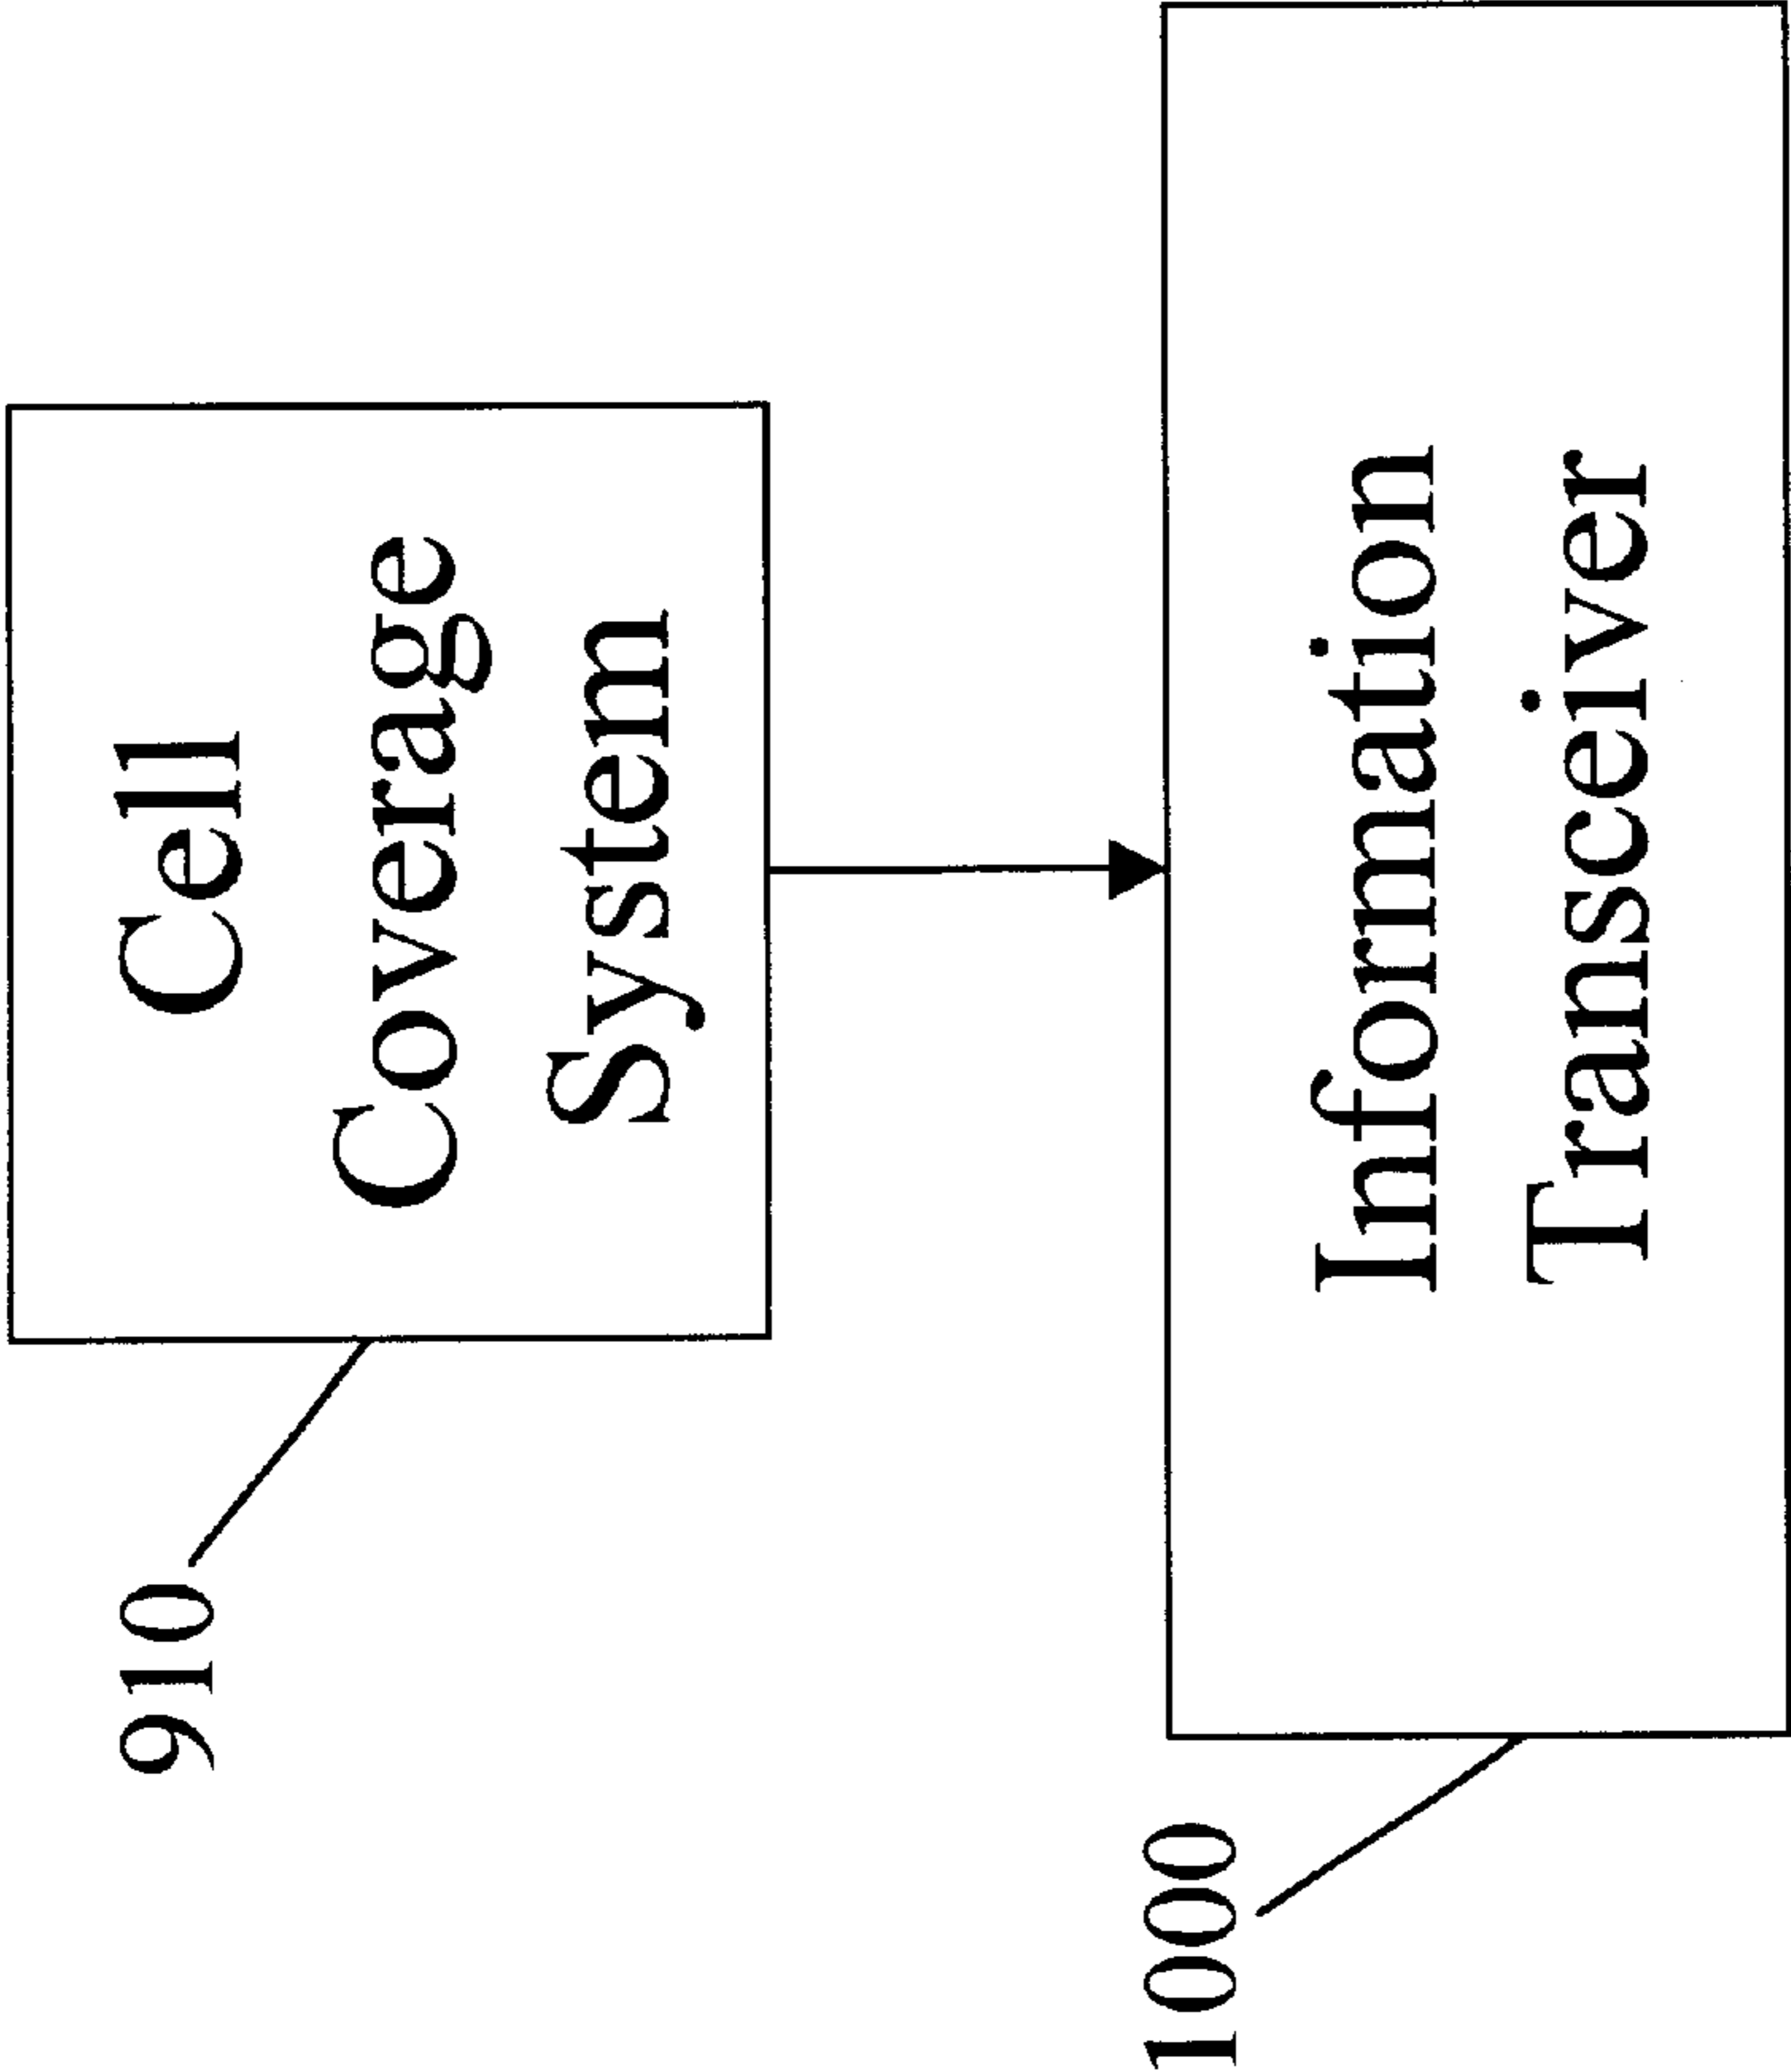 910
Cell
Coverage
System
1000
Information
Transceiver